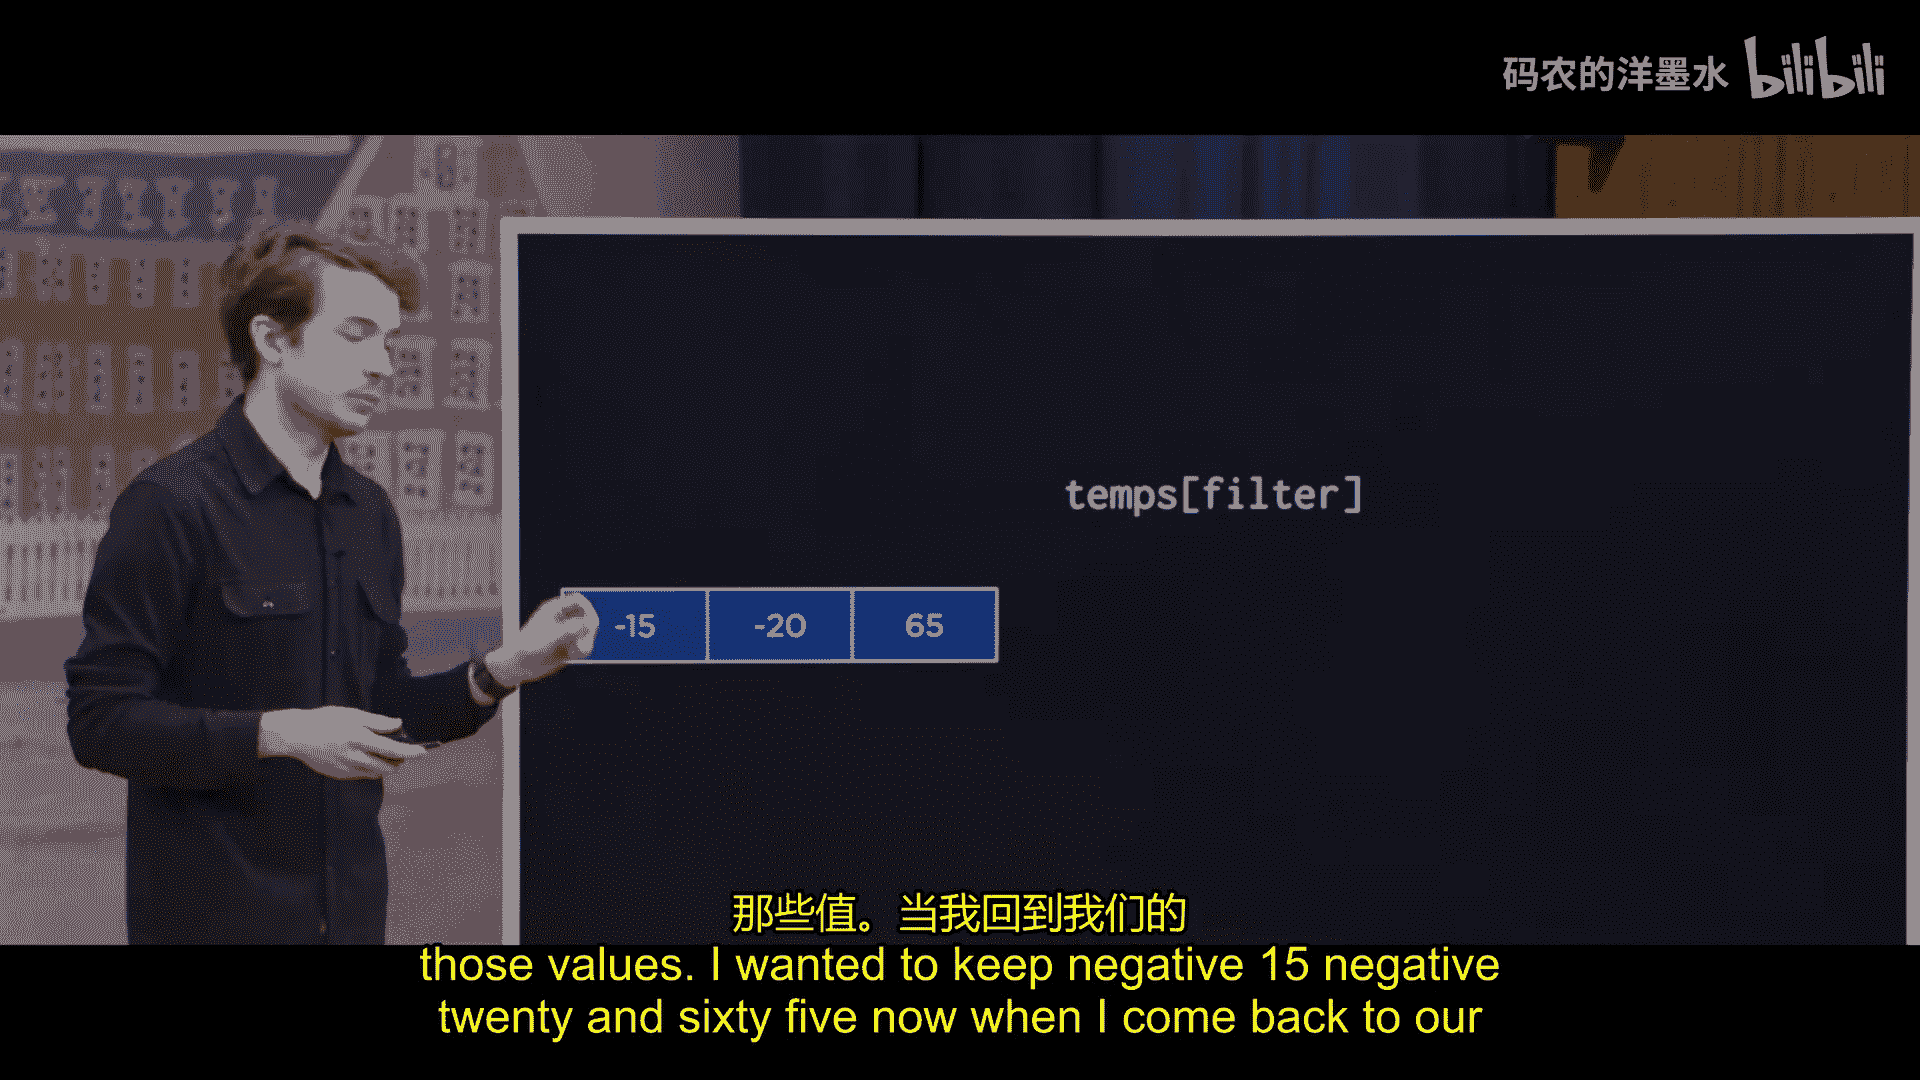 码农的洋墨水 bilibili
temps[filter]
-15 -20 65
那些值。当我回到我们的
those values. I wanted to keep negative 15 negative
twenty and sixty five now when I come back to our